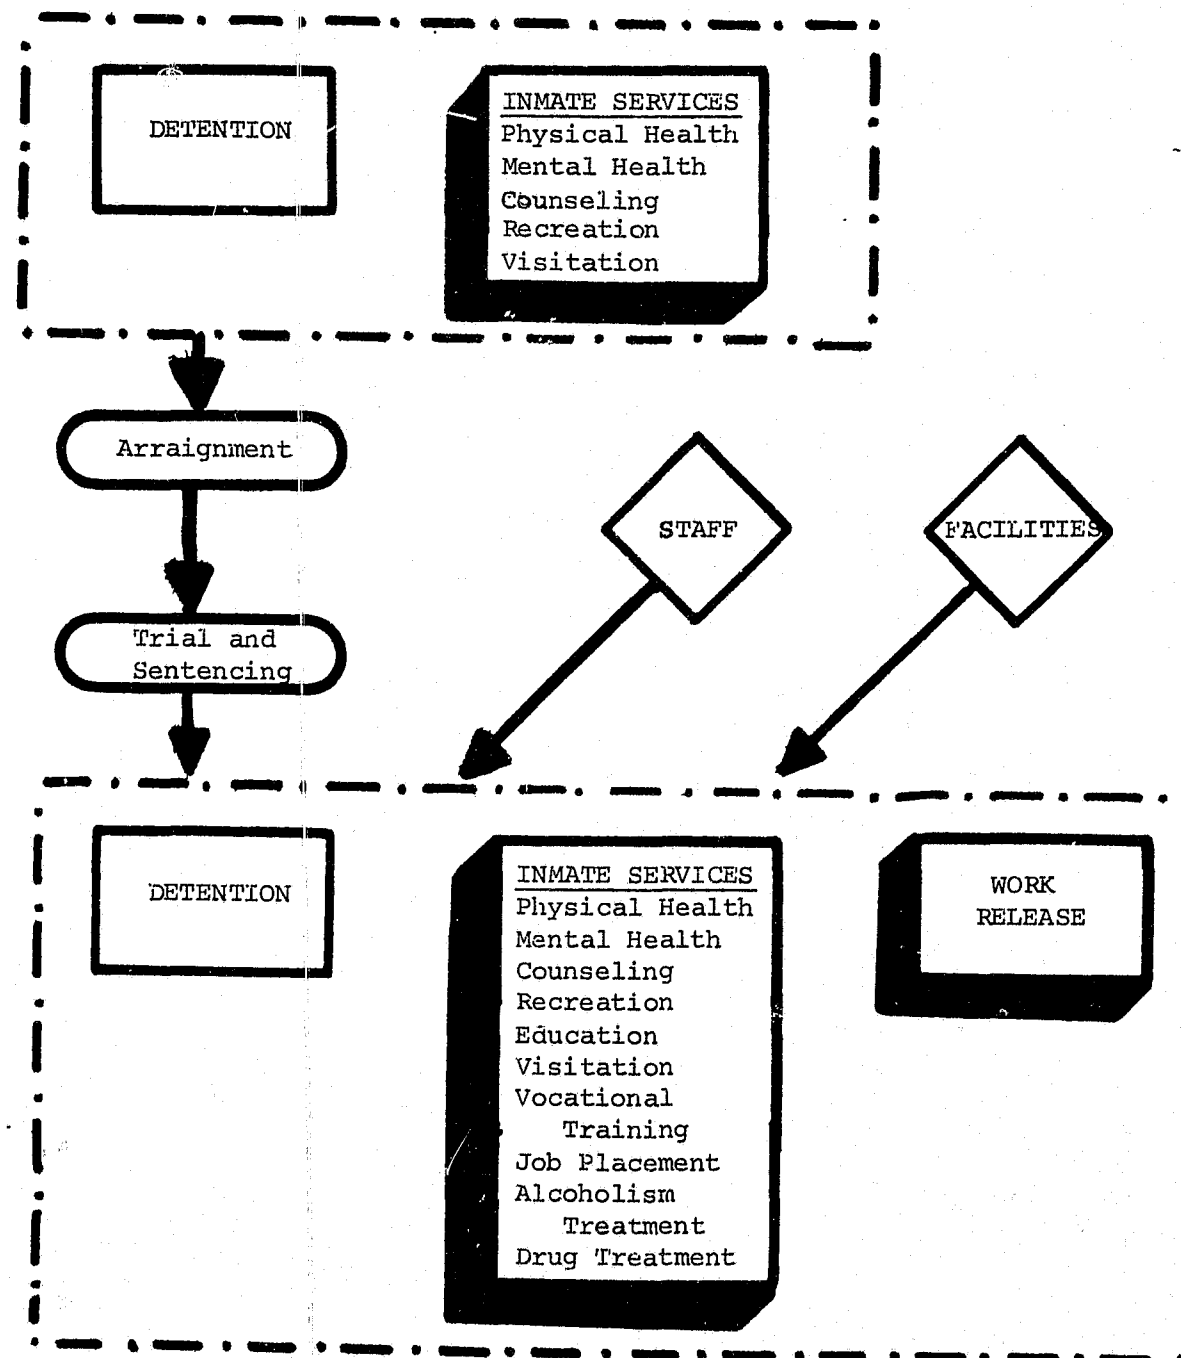 DETENTION
INMATE SERVICES
Physical Health
Mental Health
Counseling
Recreation
Visitation
Arraignment
STAFF
FACILITIES
Trial and
Sentencing
DETENTION
INMATE SERVICES
Physical Health
Mental Health
Counseling
Recreation
Education
Visitation
Vocational
Training
Job Placement
Alcoholism
Treatment
Drug Treatment
WORK
RELEASE